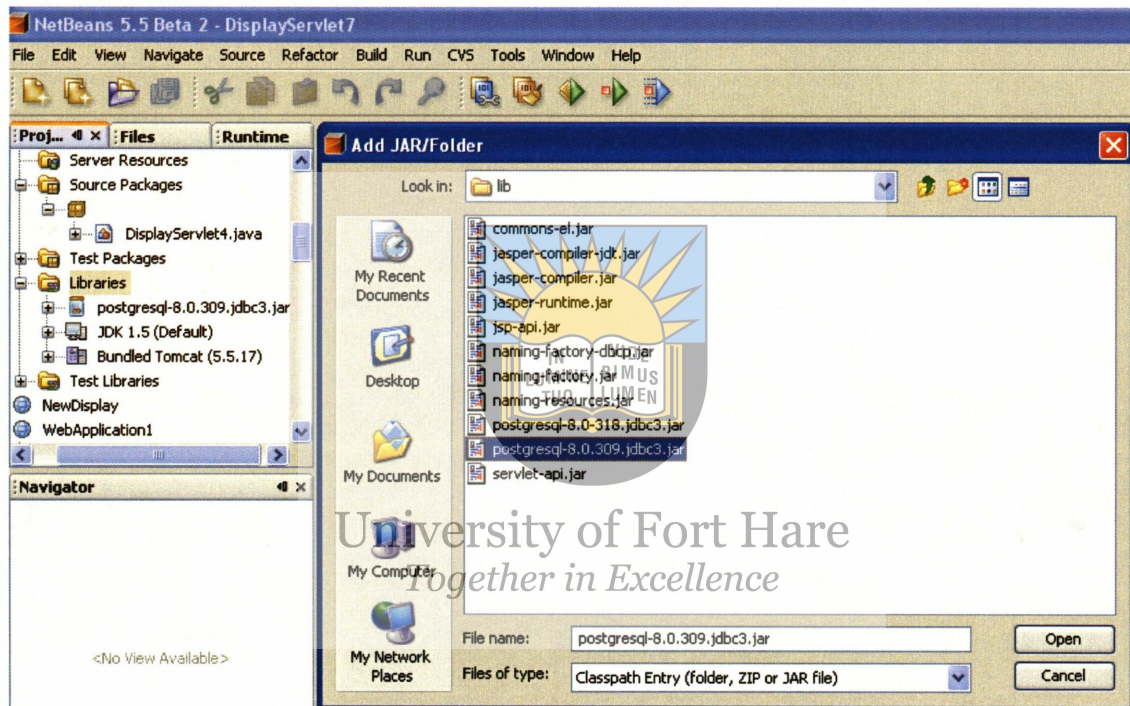 NetBeans 5.5 Beta 2 - DisplayServlet7
File Edit View Navigate Source Refactor Build Run CVS Tools Window Help
Proj... Files Runtime
Server Resources
Source Packages
DisplayServlet4.java
Test Packages
Libraries
postgresql-8.0.309.jdbc3.jar
JDK 1.5 (Default)
Bundled Tomcat (5.5.17)
Test Libraries
NewDisplay
WebApplication1
Navigator
<No View Available>
Add JAR/Folder
Look in: lib
My Recent Documents
Desktop
My Documents
My Computer
My Network Places
commons-el.jar
jasper-compiler-jdt.jar
jasper-compiler.jar
jasper-runtime.jar
jsp-api.jar
naming-factory-dbcp.jar
naming-factory.jar
naming-resources.jar
postgresql-8.0-318.jdbc3.jar
postgresql-8.0.309.jdbc3.jar
servlet-api.jar
File name: postgresql-8.0.309.jdbc3.jar
Open
Files of type: Classpath Entry (folder, ZIP or JAR file)
Cancel
University of Fort Hare
Together in Excellence